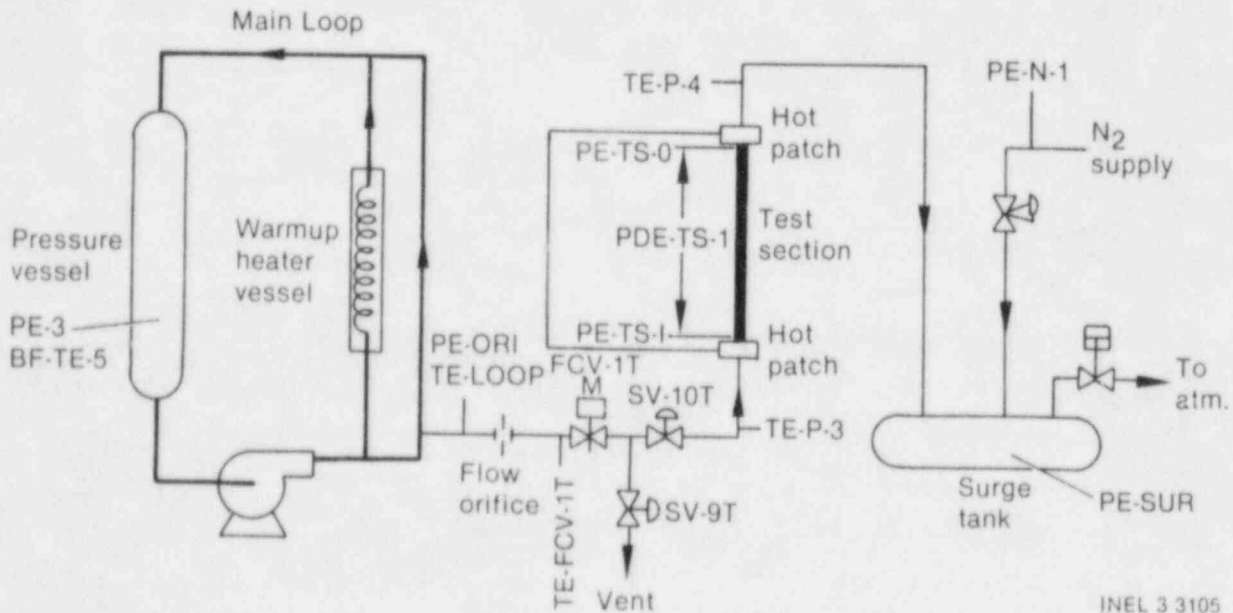 Main Loop
Pressure
vessel
PE-3
BF-TE-5
Warmup
heater
vessel
PE-ORI
TE-LOOP
Flow
orifice
TE-FCV-1T
FCV-1T
M
SV-10T
SV-9T
Vent
TE-P-3
TE-P-4
Hot
patch
PE-TS-0
PDE-TS-1
Test
section
PE-TS-I
Hot
patch
PE-N-1
N2
supply
To
atm.
Surge
tank
PE-SUR
INEL 3 3105